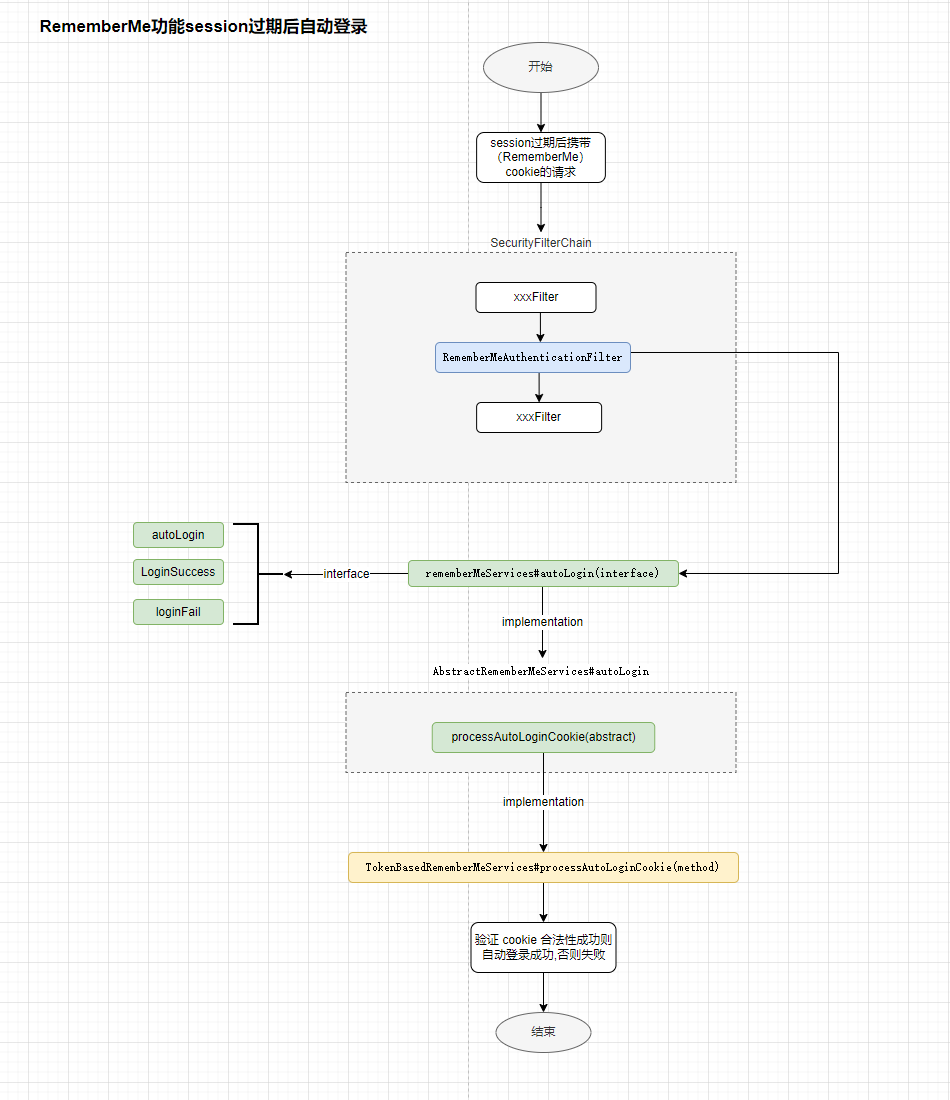 RememberMe功能session过期后自动登录
开始
session过期后携带
（RememberMe）
cookie的请求
SecurityFilterChain
xxxFilter
RememberMeAuthenticationFilter
xxxFilter
autoLogin
LoginSuccess
loginFail
interface
rememberMeServices#autoLogin(interface)
implementation
AbstractRememberMeServices#autoLogin
processAutoLoginCookie(abstract)
implementation
TokenBasedRememberMeServices#processAutoLoginCookie(method)
验证 cookie 合法性成功则
自动登录成功,否则失败
结束